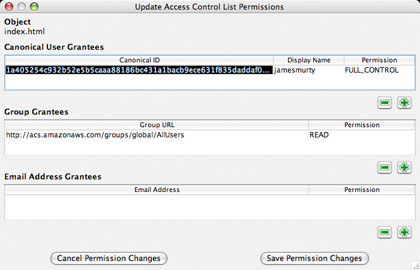 Update Access Control List Permissions
Object
index.html
Canonical User Grantees
Canonical ID Display Name Permission
1a405254c932b52e5b5caaa88186bc431a1bacb9ece631f835daddaf0... jamesmurty FULL_CONTROL
Group Grantees
Group URL Permission
http://acs.amazonaws.com/groups/global/AllUsers READ
Email Address Grantees
Email Address Permission
Cancel Permission Changes Save Permission Changes